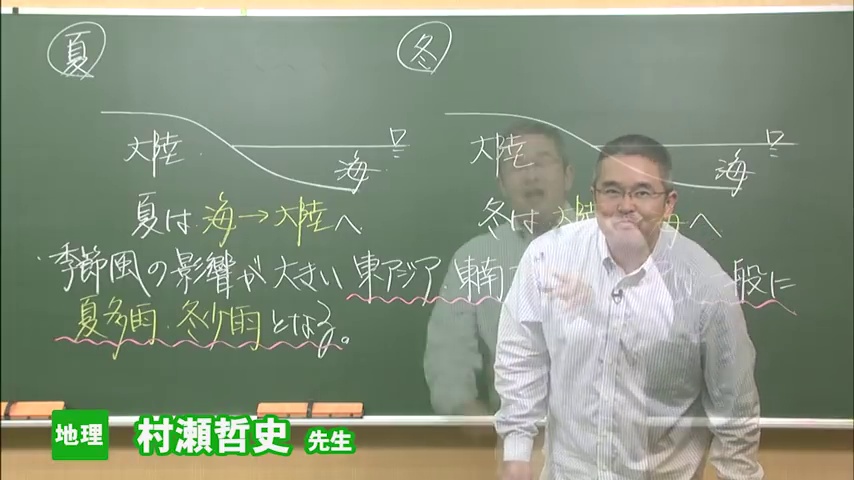 夏 冬
大陸 海 大陸 海
夏は 海→大陸へ 冬は 大陸 へ
季節風の影響が大きい 東アジア 東南 一般に
夏多雨、冬少雨となる。
地理 村瀬哲史 先生